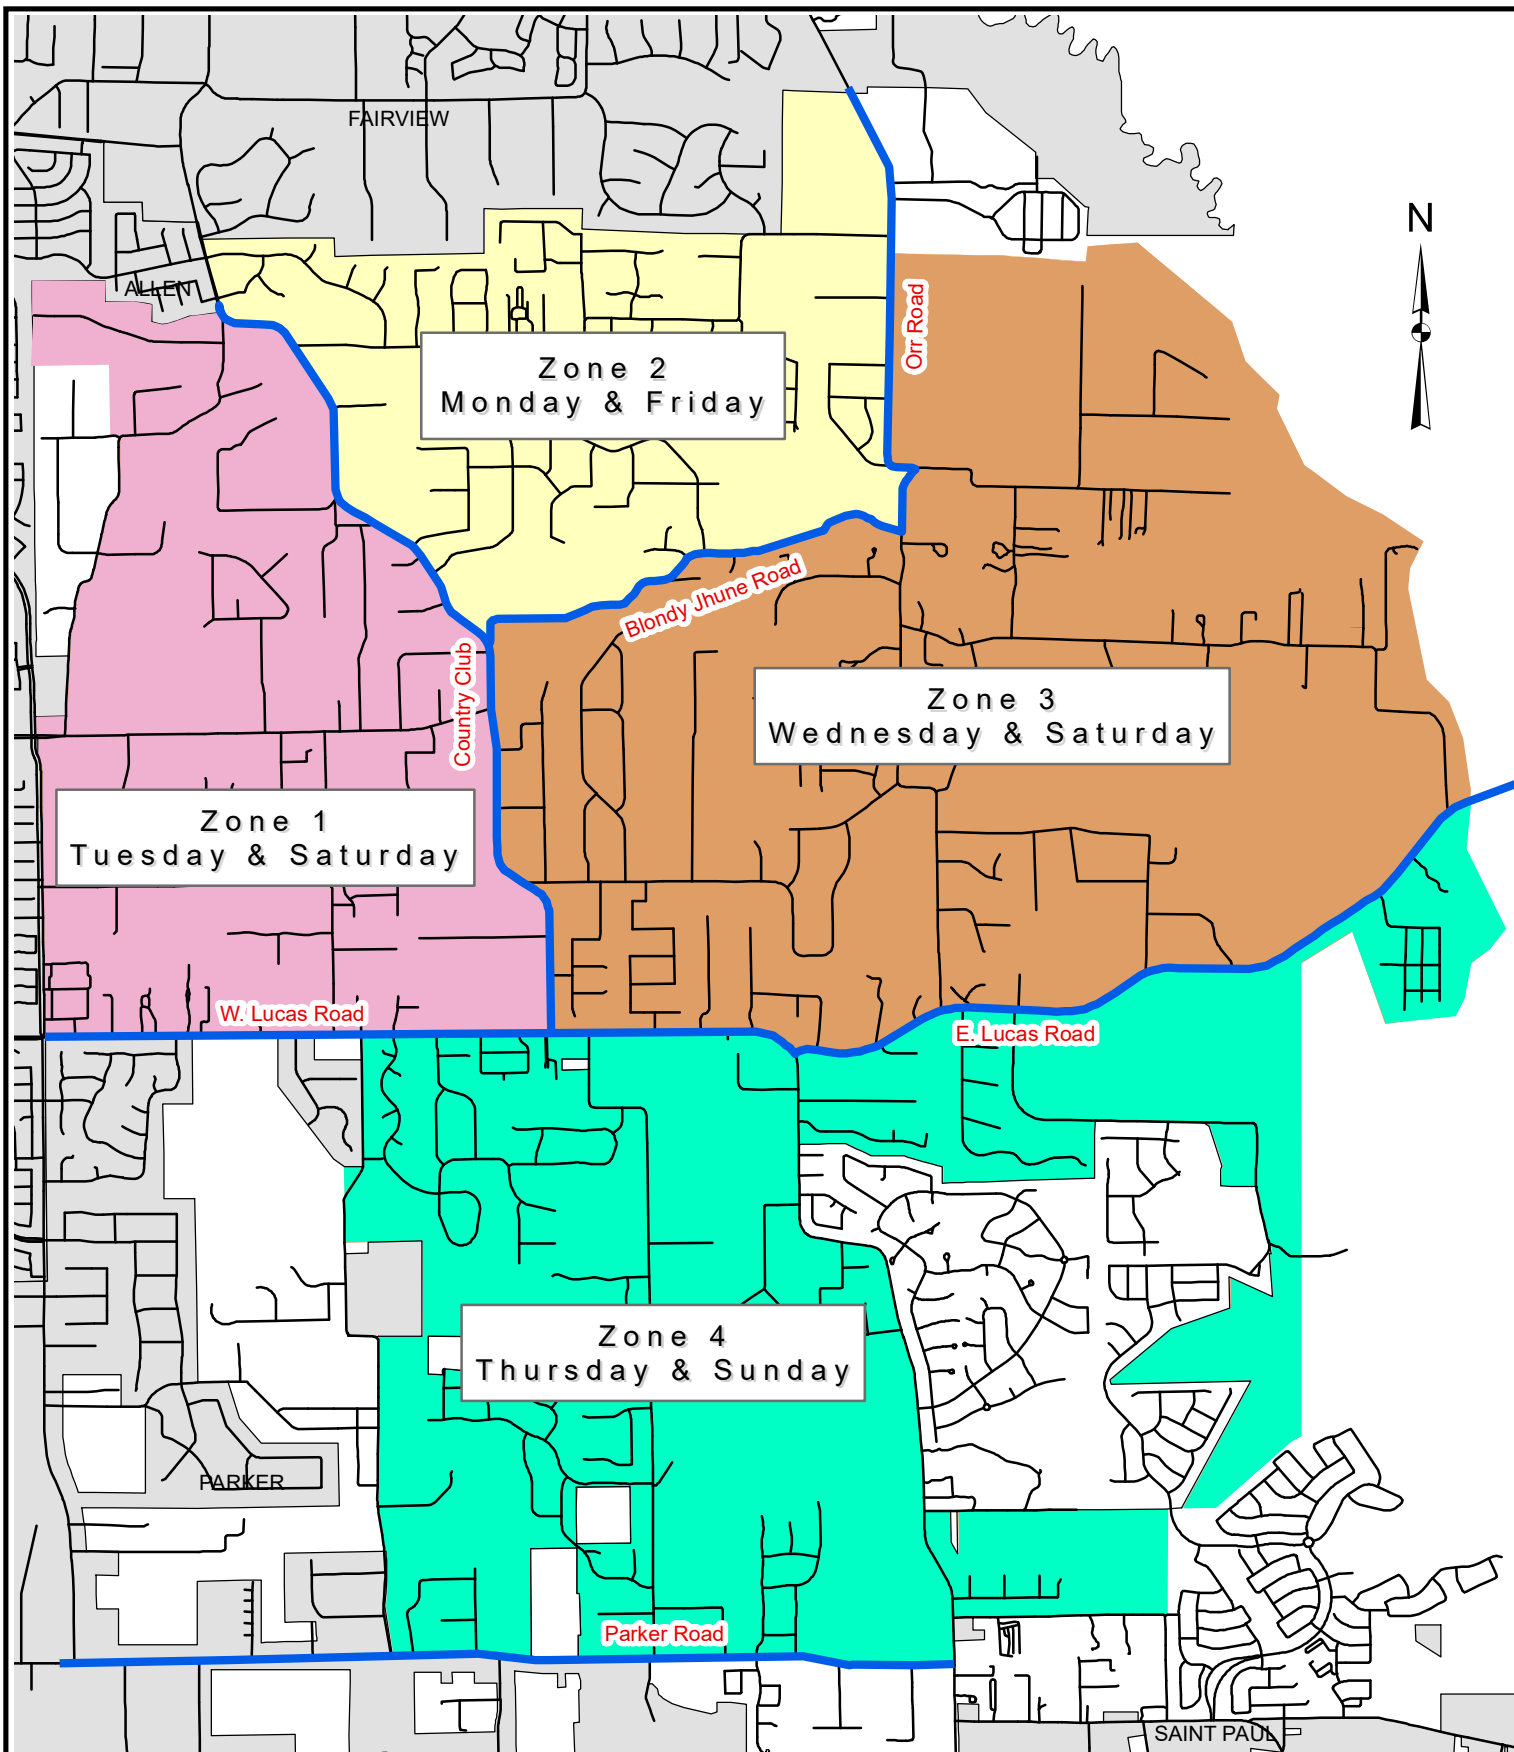 FAIRVIEW
N
ALLEN
Orr Road
Zone 2
Monday & Friday
Blondy Jhune Road
Country Club
Zone 3
Wednesday & Saturday
Zone 1
Tuesday & Saturday
W. Lucas Road
E. Lucas Road
Zone 4
Thursday & Sunday
PARKER
Parker Road
SAINT PAUL